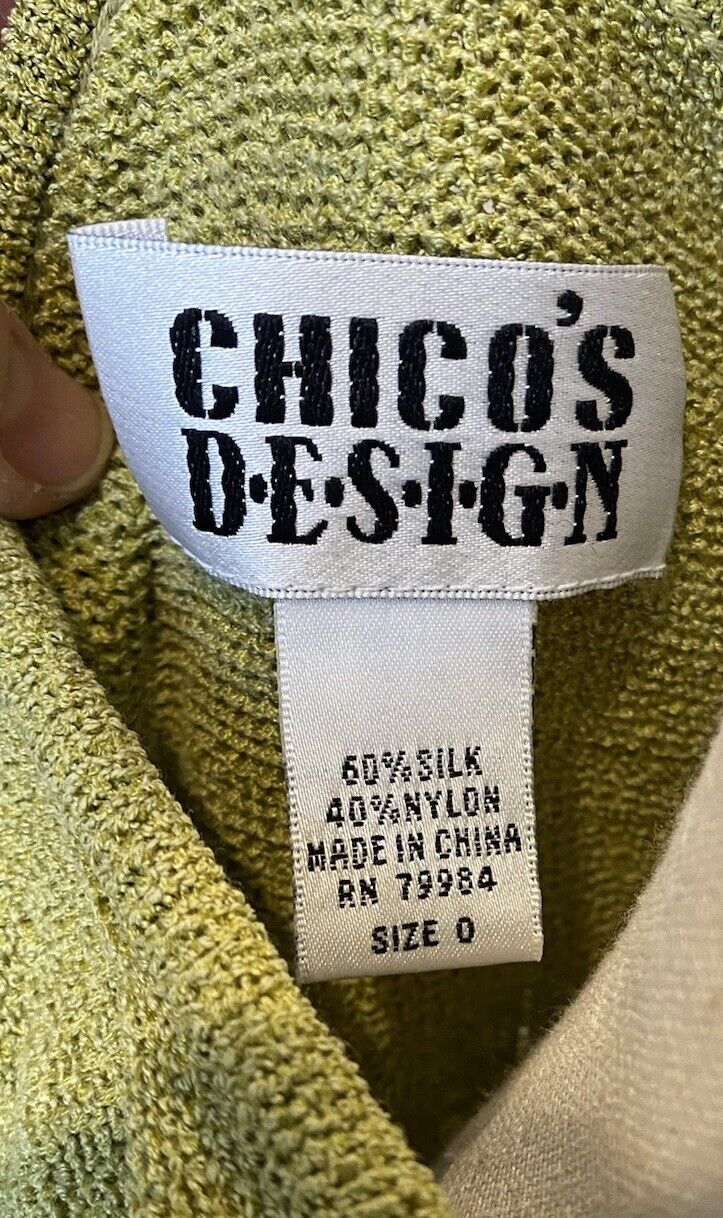 CHICO'S
D·E·S·I·G·N
60% SILK
40% NYLON
MADE IN CHINA
RN 79984
SIZE 0